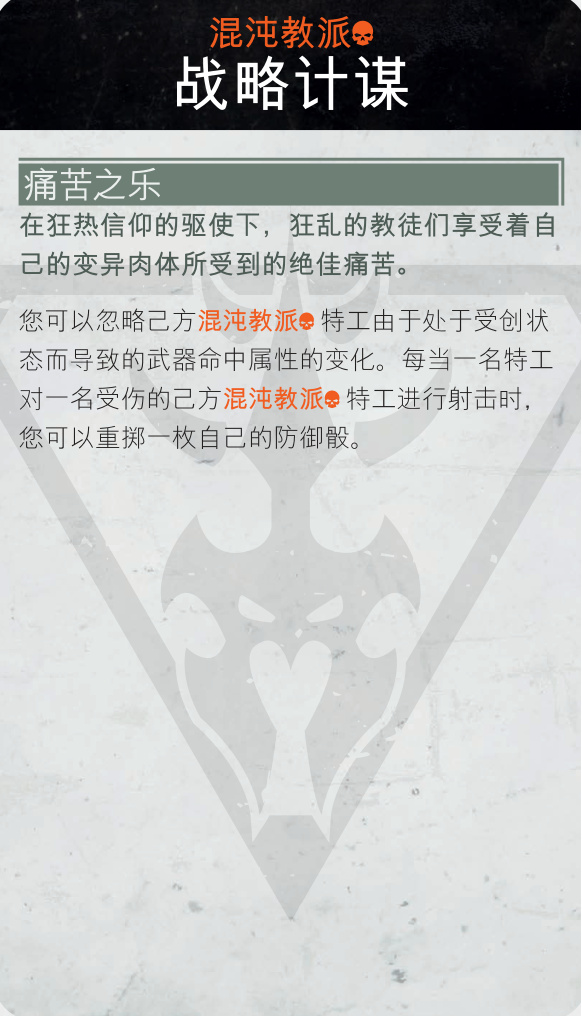 混沌教派
战略计谋
痛苦之乐
在狂热信仰的驱使下，狂乱的教徒们享受着自
己的变异肉体所受到的绝佳痛苦。
您可以忽略己方混沌教派 特工由于处于受创状
态而导致的武器命中属性的变化。每当一名特工
对一名受伤的己方混沌教派 特工进行射击时，
您可以重掷一枚自己的防御骰。